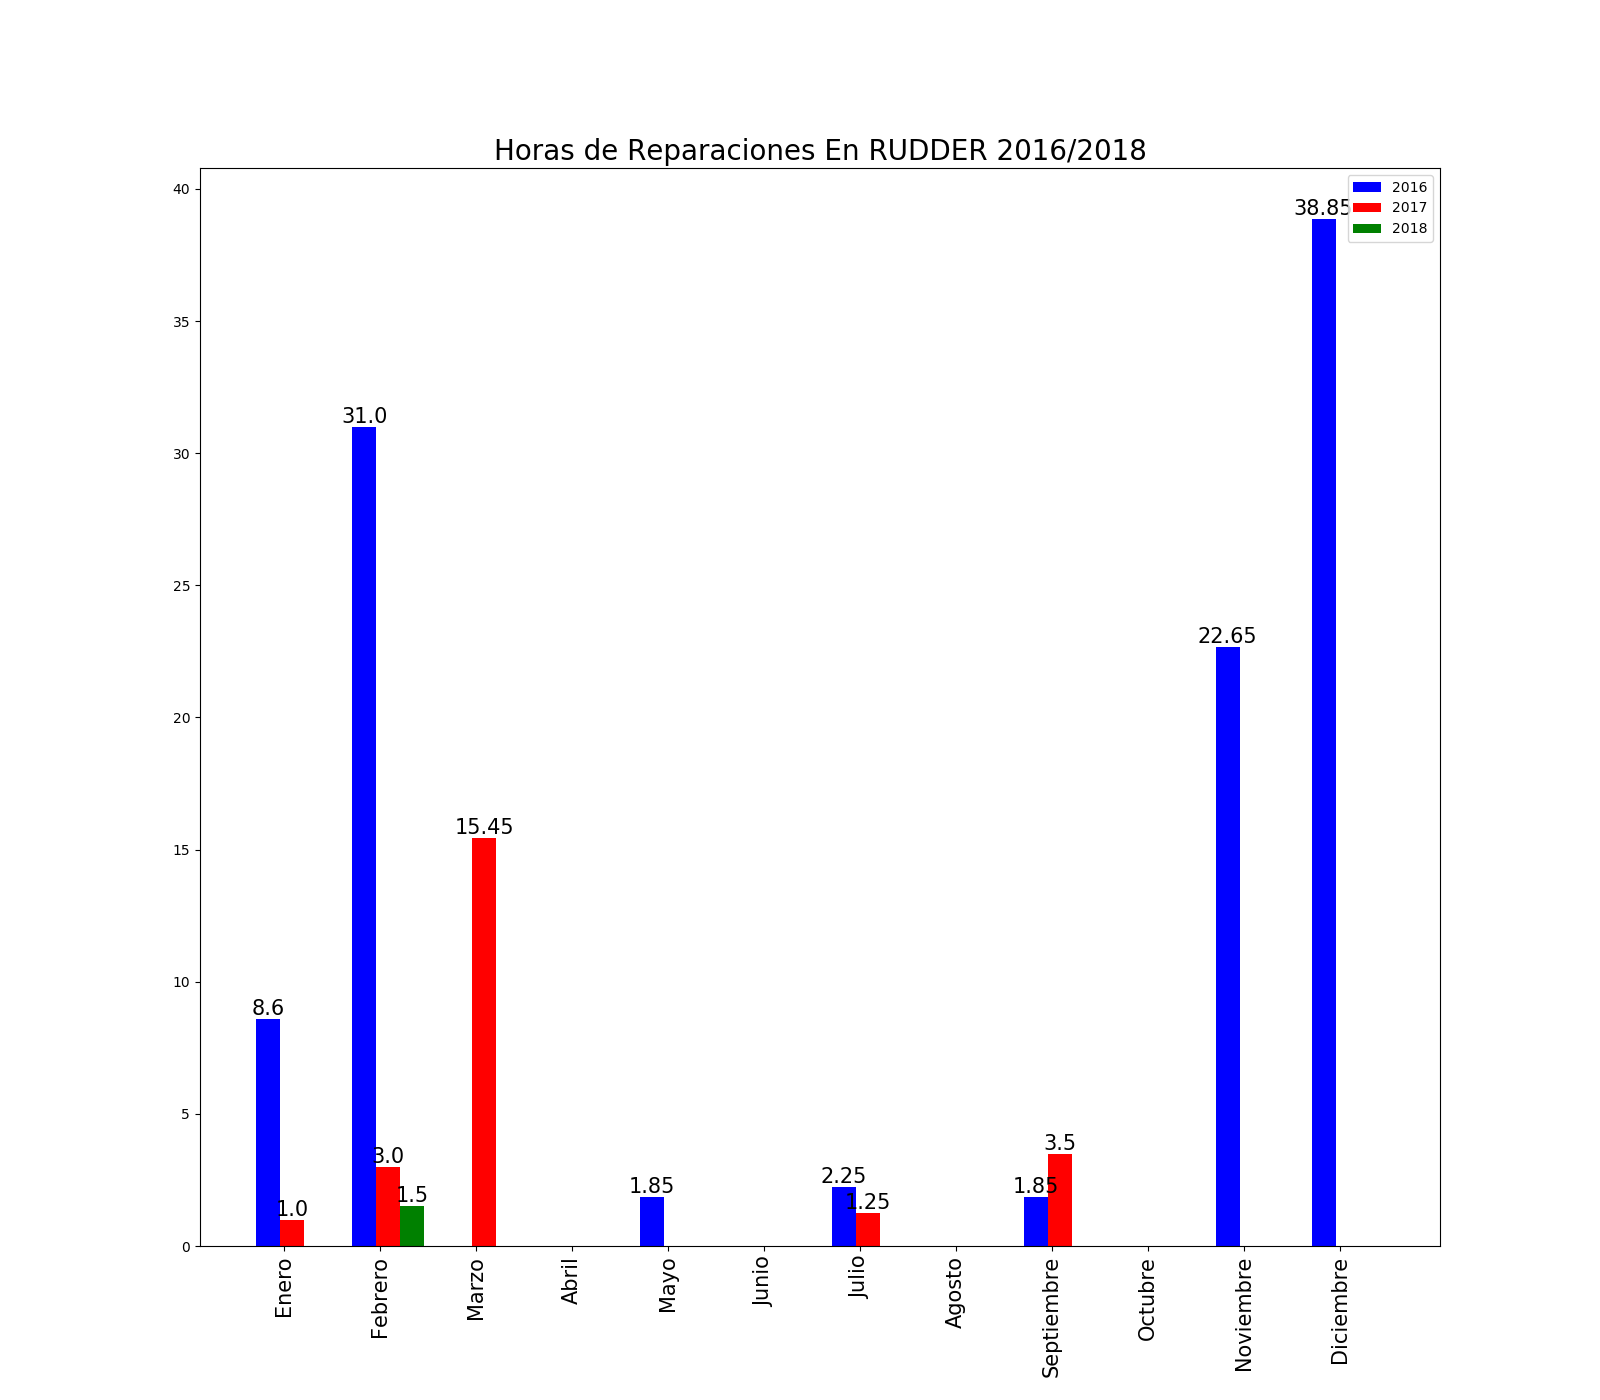 Horas de Reparaciones En RUDDER 2016/2018
40
35
30
25
20
15
10
5
0
2016
2017
2018
38.85
31.0
22.65
15.45
8.6
3.5
3.0
2.25
1.85
1.85
1.5
1.25
1.0
Enero
Febrero
Marzo
Abril
Mayo
Junio
Julio
Agosto
Septiembre
Octubre
Noviembre
Diciembre